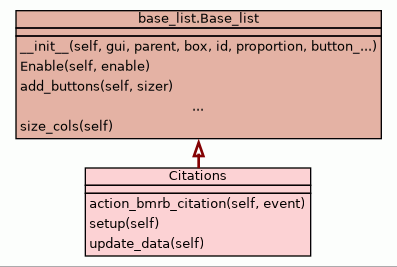 base_list.Base_list
__init__(self, gui, parent, box, id, proportion, button_...)
Enable(self, enable)
add_buttons(self, sizer)
...
size_cols(self)
Citations
action_bmrb_citation(self, event)
setup(self)
update_data(self)